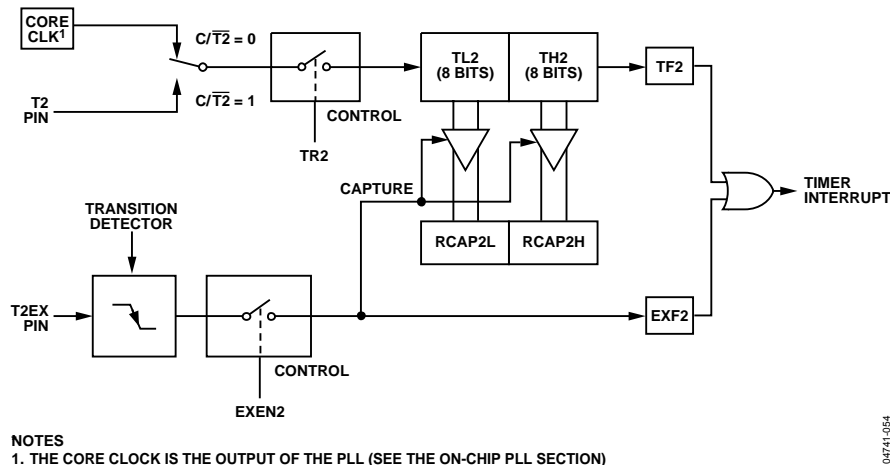 CORE
CLK¹
C/T2̅ = 0
T2
PIN
C/T2̅ = 1
CONTROL
TR2
TL2
(8 BITS)
TH2
(8 BITS)
TF2
CAPTURE
TIMER
INTERRUPT
TRANSITION
DETECTOR
RCAP2L
RCAP2H
T2EX
PIN
EXF2
CONTROL
EXEN2
NOTES
1. THE CORE CLOCK IS THE OUTPUT OF THE PLL (SEE THE ON-CHIP PLL SECTION)
04741-054